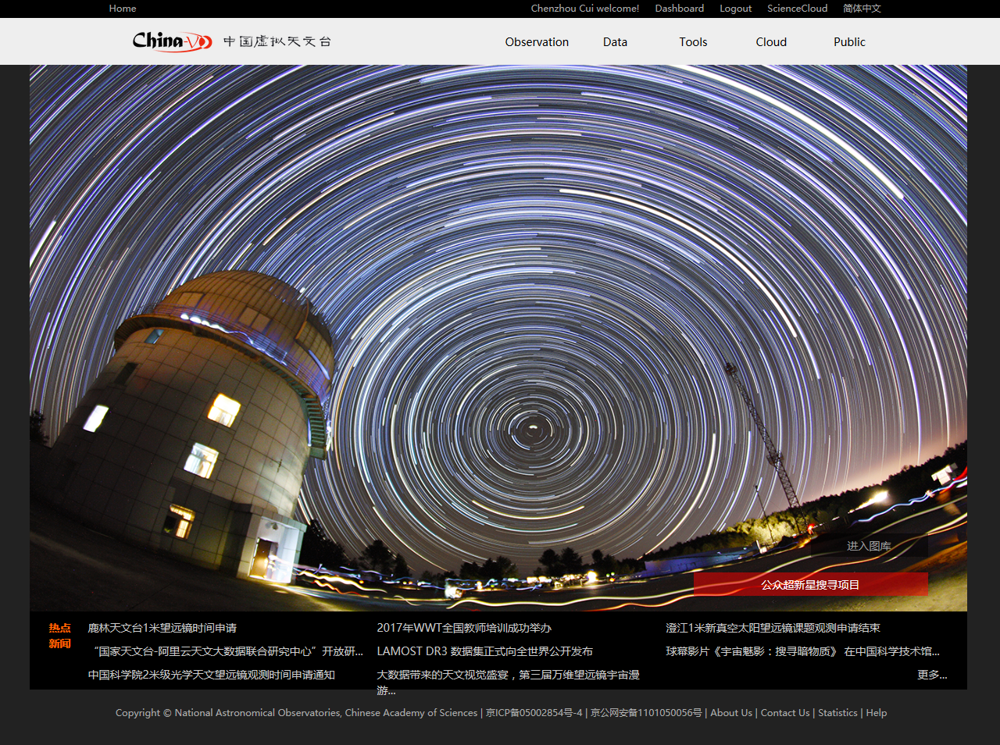 Home
Chenzhou Cui welcome! Dashboard Logout ScienceCloud 简体中文
China-VO 中国虚拟天文台
Observation Data Tools Cloud Public
进入图库
公众超新星搜寻项目
热点
新闻
鹿林天文台1米望远镜时间申请
2017年WWT全国教师培训成功举办
澄江1米新真空太阳望远镜课题观测申请结束
“国家天文台-阿里云天文大数据联合研究中心”开放研...
LAMOST DR3 数据集正式向全世界公开发布
球幕影片《宇宙魅影：搜寻暗物质》 在中国科学技术馆...
中国科学院2米级光学天文望远镜观测时间申请通知
大数据带来的天文视觉盛宴，第三届万维望远镜宇宙漫
游...
更多...
Copyright © National Astronomical Observatories, Chinese Academy of Sciences | 京ICP备05002854号-4 | 京公网安备1101050056号 | About Us | Contact Us | Statistics | Help